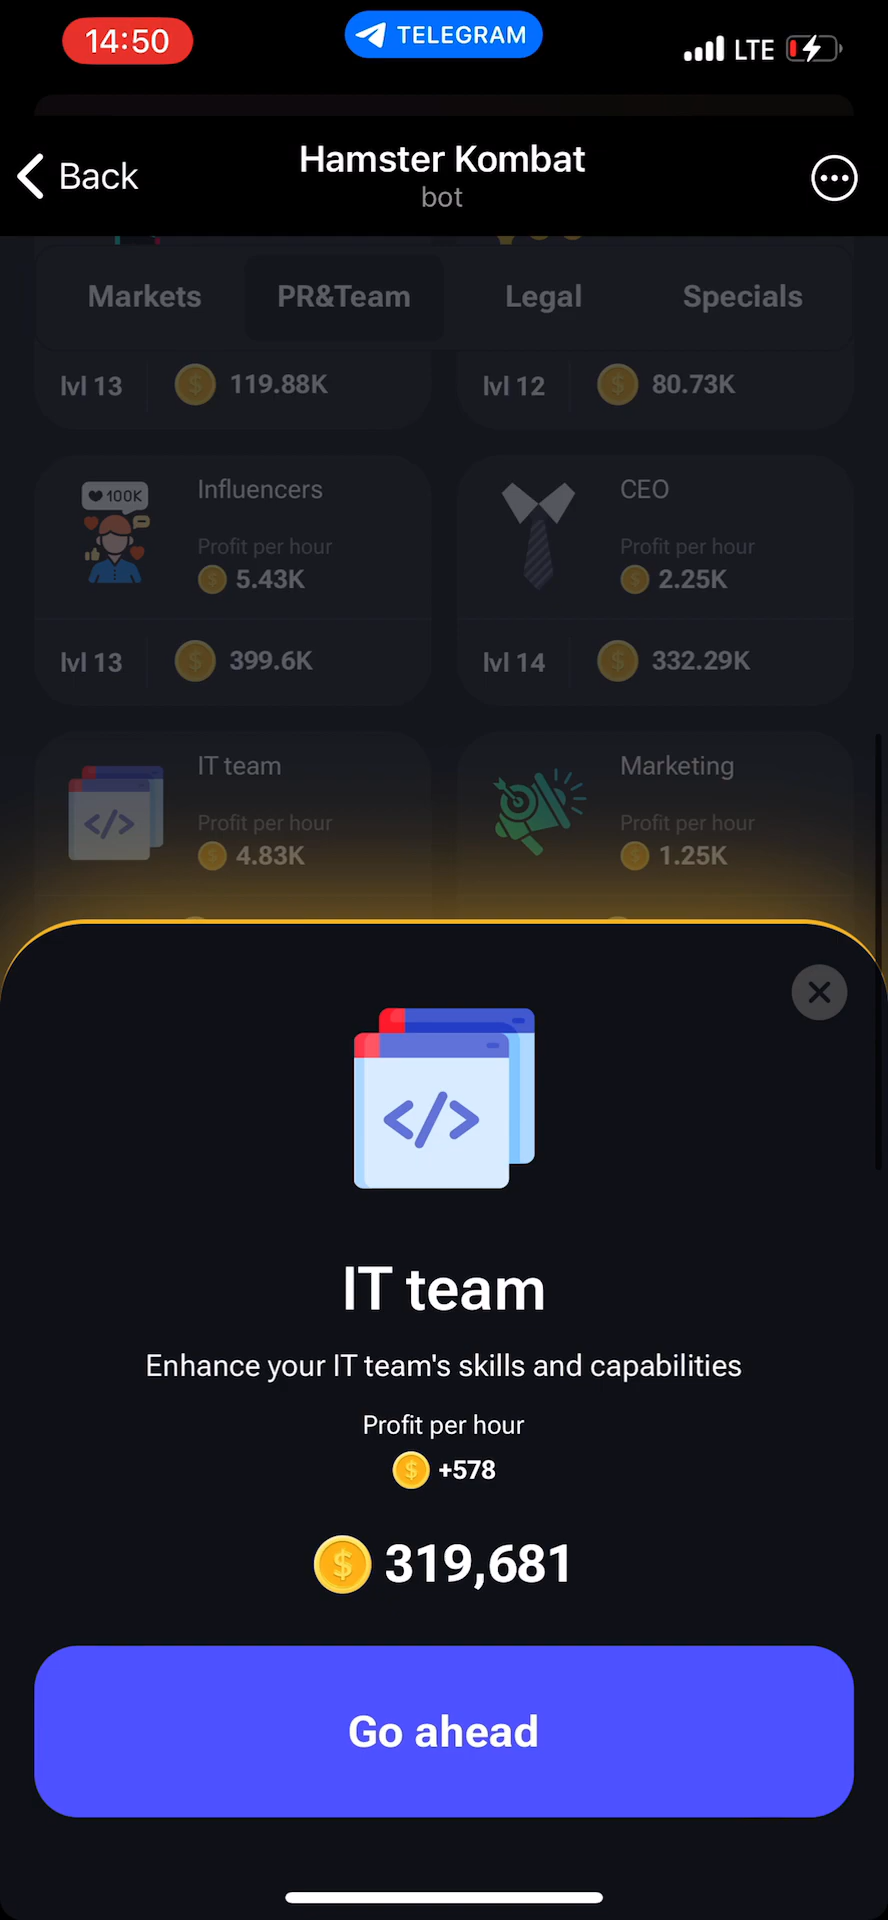 14:50
TELEGRAM
LTE
Back
Hamster Kombat
bot
Markets PR&Team Legal Specials
lvl 13 119.88K
lvl 12 80.73K
100K
Influencers
Profit per hour
5.43K
lvl 13 399.6K
CEO
Profit per hour
2.25K
lvl 14 332.29K
IT team
Profit per hour
4.83K
Marketing
Profit per hour
1.25K
</>
IT team
Enhance your IT team's skills and capabilities
Profit per hour
+578
319,681
Go ahead